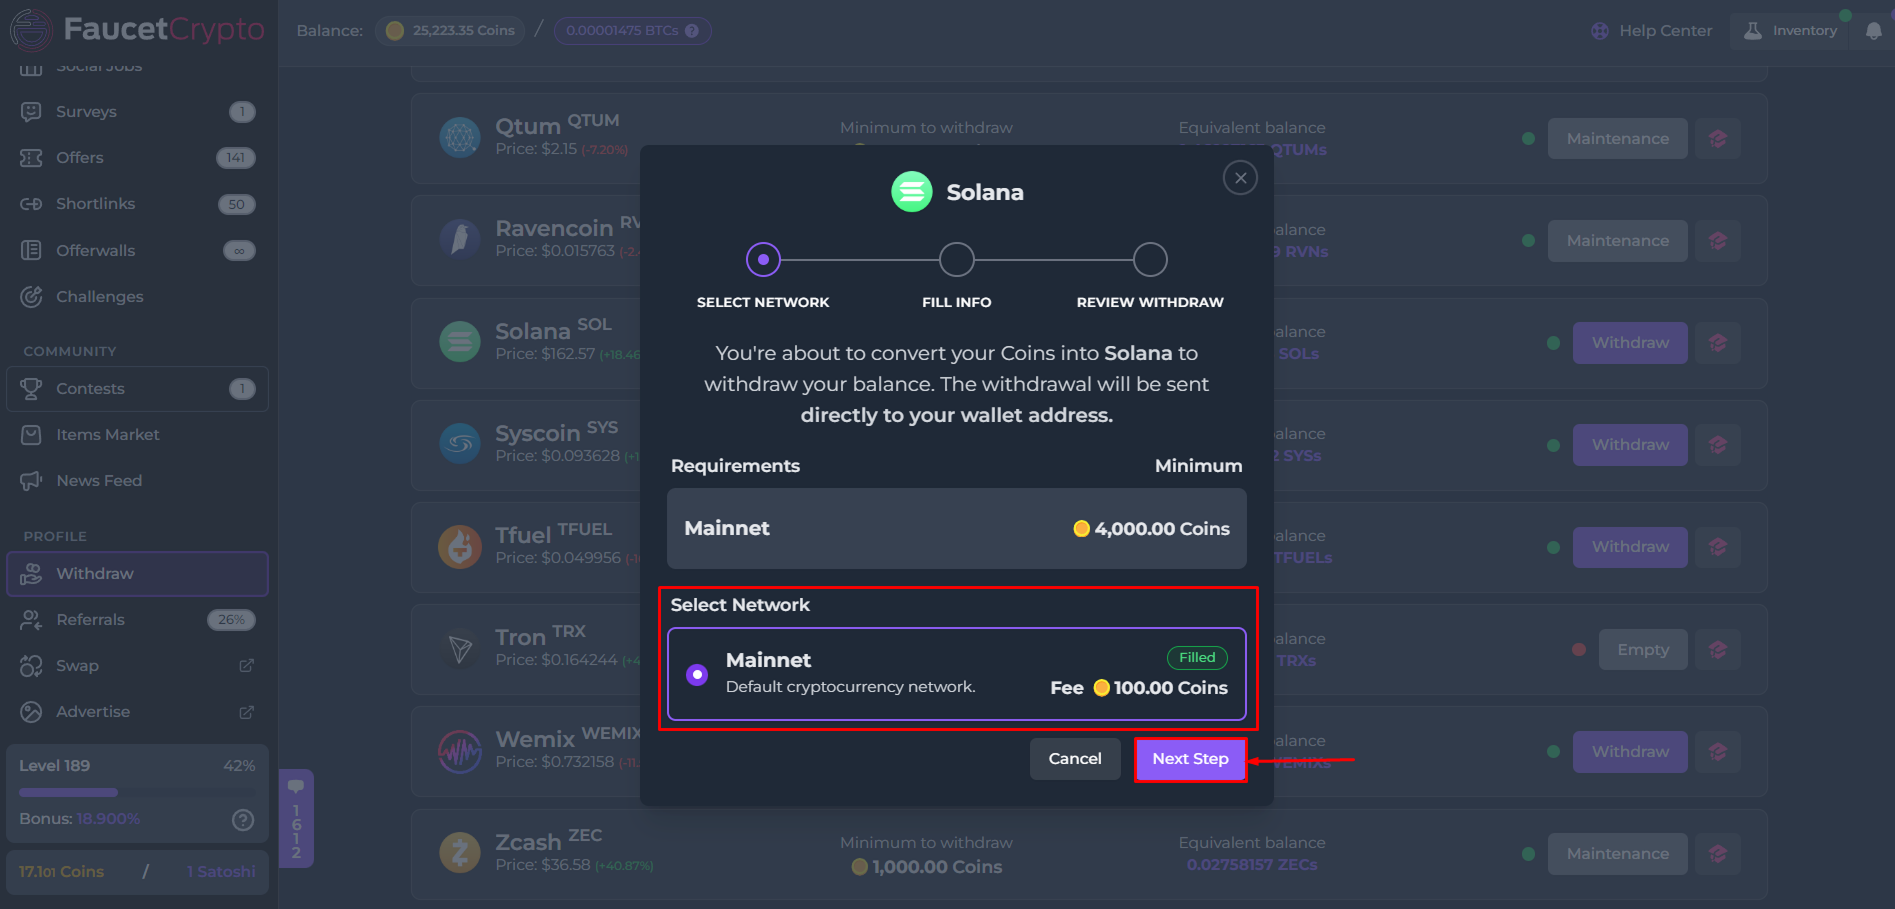 FaucetCrypto
Balance: 25,223.35 Coins / 0.00001475 BTCs ?
Help Center
Inventory
Social Jobs
Surveys 1
Offers 141
Shortlinks 50
Offerwalls ∞
Challenges
COMMUNITY
Contests 1
Items Market
News Feed
PROFILE
Withdraw
Referrals 26%
Swap
Advertise
Level 189 42%
Bonus: 18.900% ?
17.101 Coins / 1 Satoshi
1612
Qtum QTUM
Price: $2.15 (-7.20%)
Minimum to withdraw
Equivalent balance
QTUMs
Maintenance
Ravencoin RV
Price: $0.015763 (-2.
alance
9 RVNs
Maintenance
Solana SOL
Price: $162.57 (+18.46
alance
SOLs
Withdraw
Syscoin SYS
Price: $0.093628 (+1
alance
2 SYSs
Withdraw
Tfuel TFUEL
Price: $0.049956 (-1
alance
TFUELs
Withdraw
Tron TRX
Price: $0.164244 (+4
alance
TRXs
Empty
Wemix WEMIX
Price: $0.732158 (-11.
alance
VEMIXs
Withdraw
Zcash ZEC
Price: $36.58 (+40.87%)
Minimum to withdraw
1,000.00 Coins
Equivalent balance
0.02758157 ZECs
Maintenance
Solana
SELECT NETWORK
FILL INFO
REVIEW WITHDRAW
You're about to convert your Coins into Solana to
withdraw your balance. The withdrawal will be sent
directly to your wallet address.
Requirements Minimum
Mainnet 4,000.00 Coins
Select Network
Mainnet Filled
Default cryptocurrency network. Fee 100.00 Coins
Cancel
Next Step